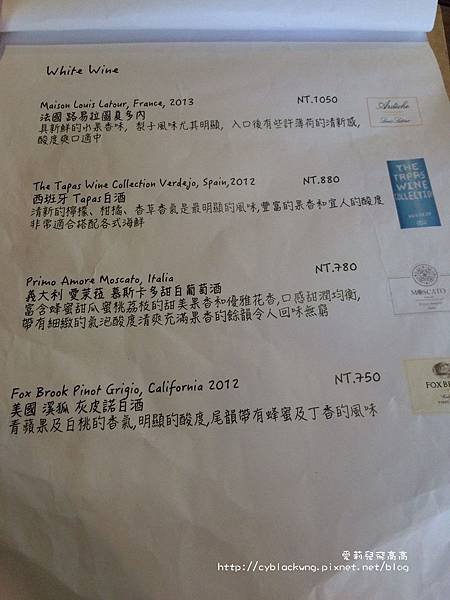 White Wine
Maison Louis Latour, France, 2013 NT.1050
法國 路易拉圖夏多內
具新鮮的水果香味, 梨子風味尤其明顯, 入口後有些許薄荷的清新感,
酸度爽口適中
Ardèche
Louis Latour
The Tapas Wine Collection Verdejo, Spain,2012 NT.880
西班牙 Tapas白酒
清新的檸檬、柑橘、香草香氣是最明顯的風味,豐富的果香和宜人的酸度
非常適合搭配各式海鮮
THE
TAPAS
WINE
COLLECTION
Primo Amore Moscato, Italia NT.780
義大利 愛茉菈 慕斯卡多甜白葡萄酒
富含蜂蜜甜瓜蜜桃荔枝的甜美果香和優雅花香,口感甜潤均衡,
帶有細緻的氣泡酸度清爽充滿果香的餘韻令人回味無窮
MOSCATO
Fox Brook Pinot Grigio, California 2012 NT.750
美國 溪狐 灰皮諾白酒
青蘋果及白桃的香氣,明顯的酸度,尾韻帶有蜂蜜及丁香的風味
FOX BR
愛莉兒飛高高
http://cyblackwng.pixnet.net/blog